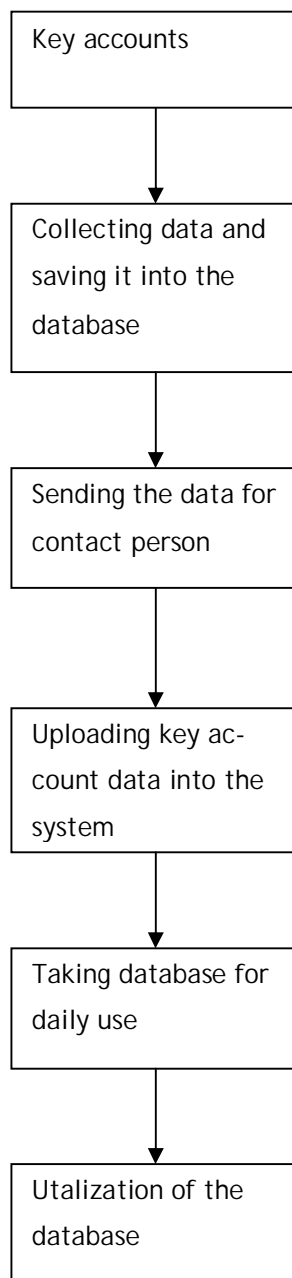 Key accounts
Collecting data and
saving it into the
database
Sending the data for
contact person
Uploading key ac-
count data into the
system
Taking database for
daily use
Utalization of the
database